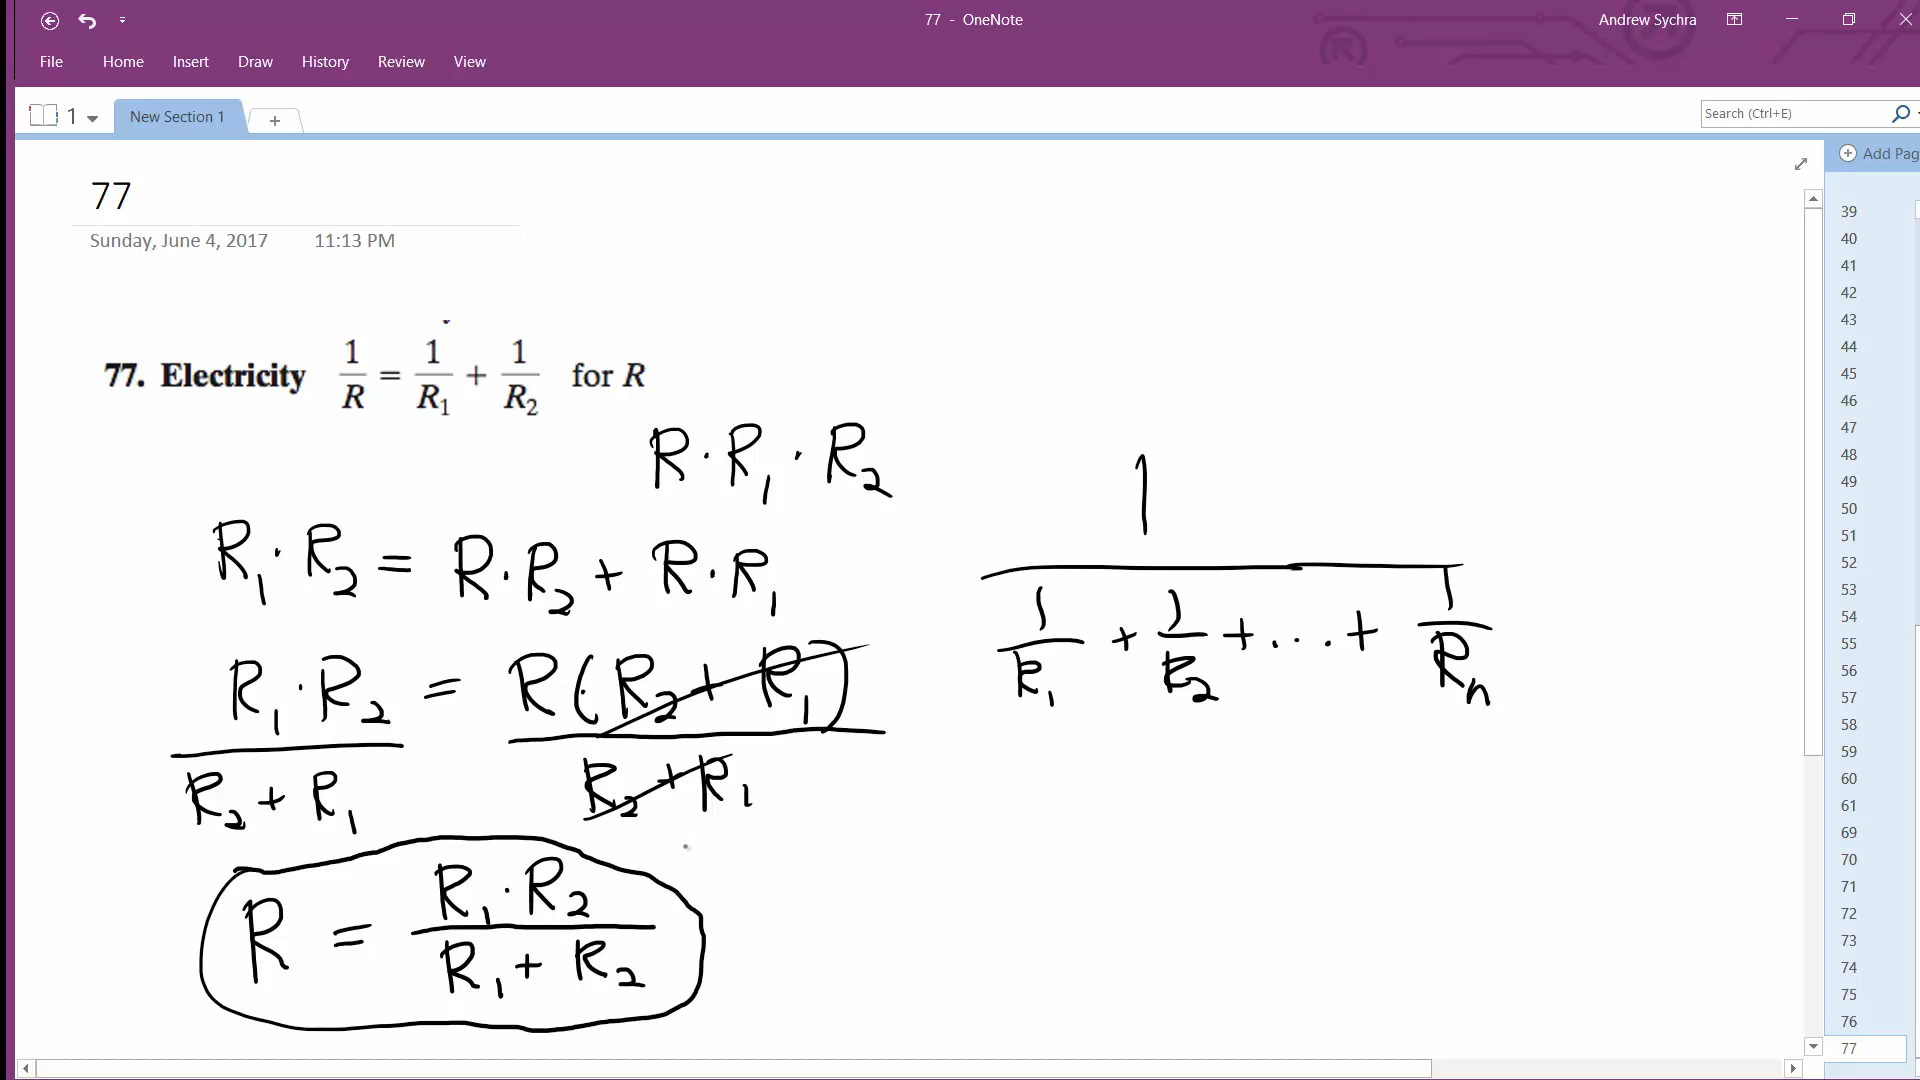 77 - OneNote
Andrew Sychra
File Home Insert Draw History Review View
1 New Section 1 +
Search (Ctrl+E)
Add Pag
77
Sunday, June 4, 2017 11:13 PM
77. Electricity 1/R = 1/R₁ + 1/R₂ for R
R · R₁ · R₂
R₁ · R₂ = R · R₂ + R · R₁
R₁ · R₂ / R₂ + R₁ = R(R₂ + R₁) / R₂ + R₁
R = R₁ · R₂ / R₁ + R₂
1 / 1/R₁ + 1/R₂ + ... + 1/Rn
39
40
41
42
43
44
45
46
47
48
49
50
51
52
53
54
55
56
57
58
59
60
61
69
70
71
72
73
74
75
76
77